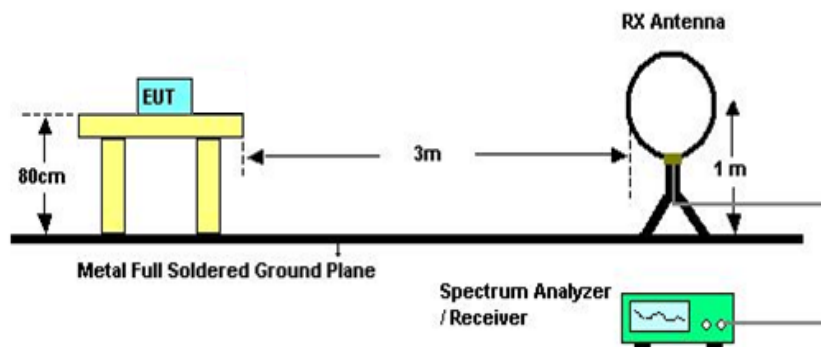 RX Antenna
EUT
3m
80cm
1 m
Metal Full Soldered Ground Plane
Spectrum Analyzer
/ Receiver